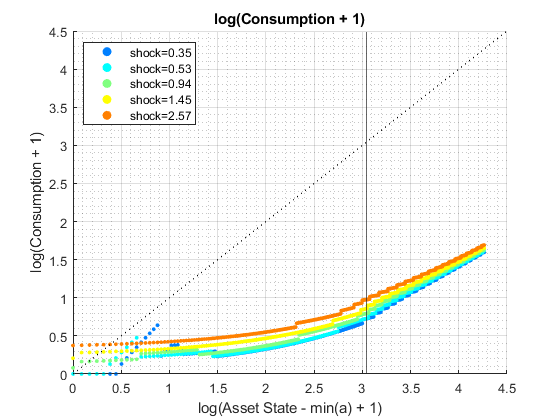 log(Consumption + 1)
4.5
4
3.5
3
2.5
2
1.5
1
0.5
0
log(Consumption + 1)
shock=0.35
shock=0.53
shock=0.94
shock=1.45
shock=2.57
0 0.5 1 1.5 2 2.5 3 3.5 4 4.5
log(Asset State - min(a) + 1)